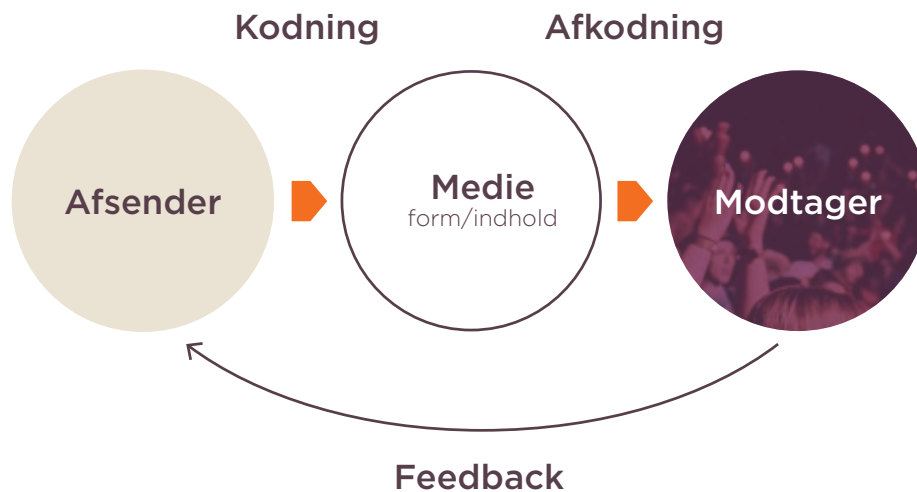 Kodning
Afkodning
Afsender
Medie
form/indhold
Modtager
Feedback